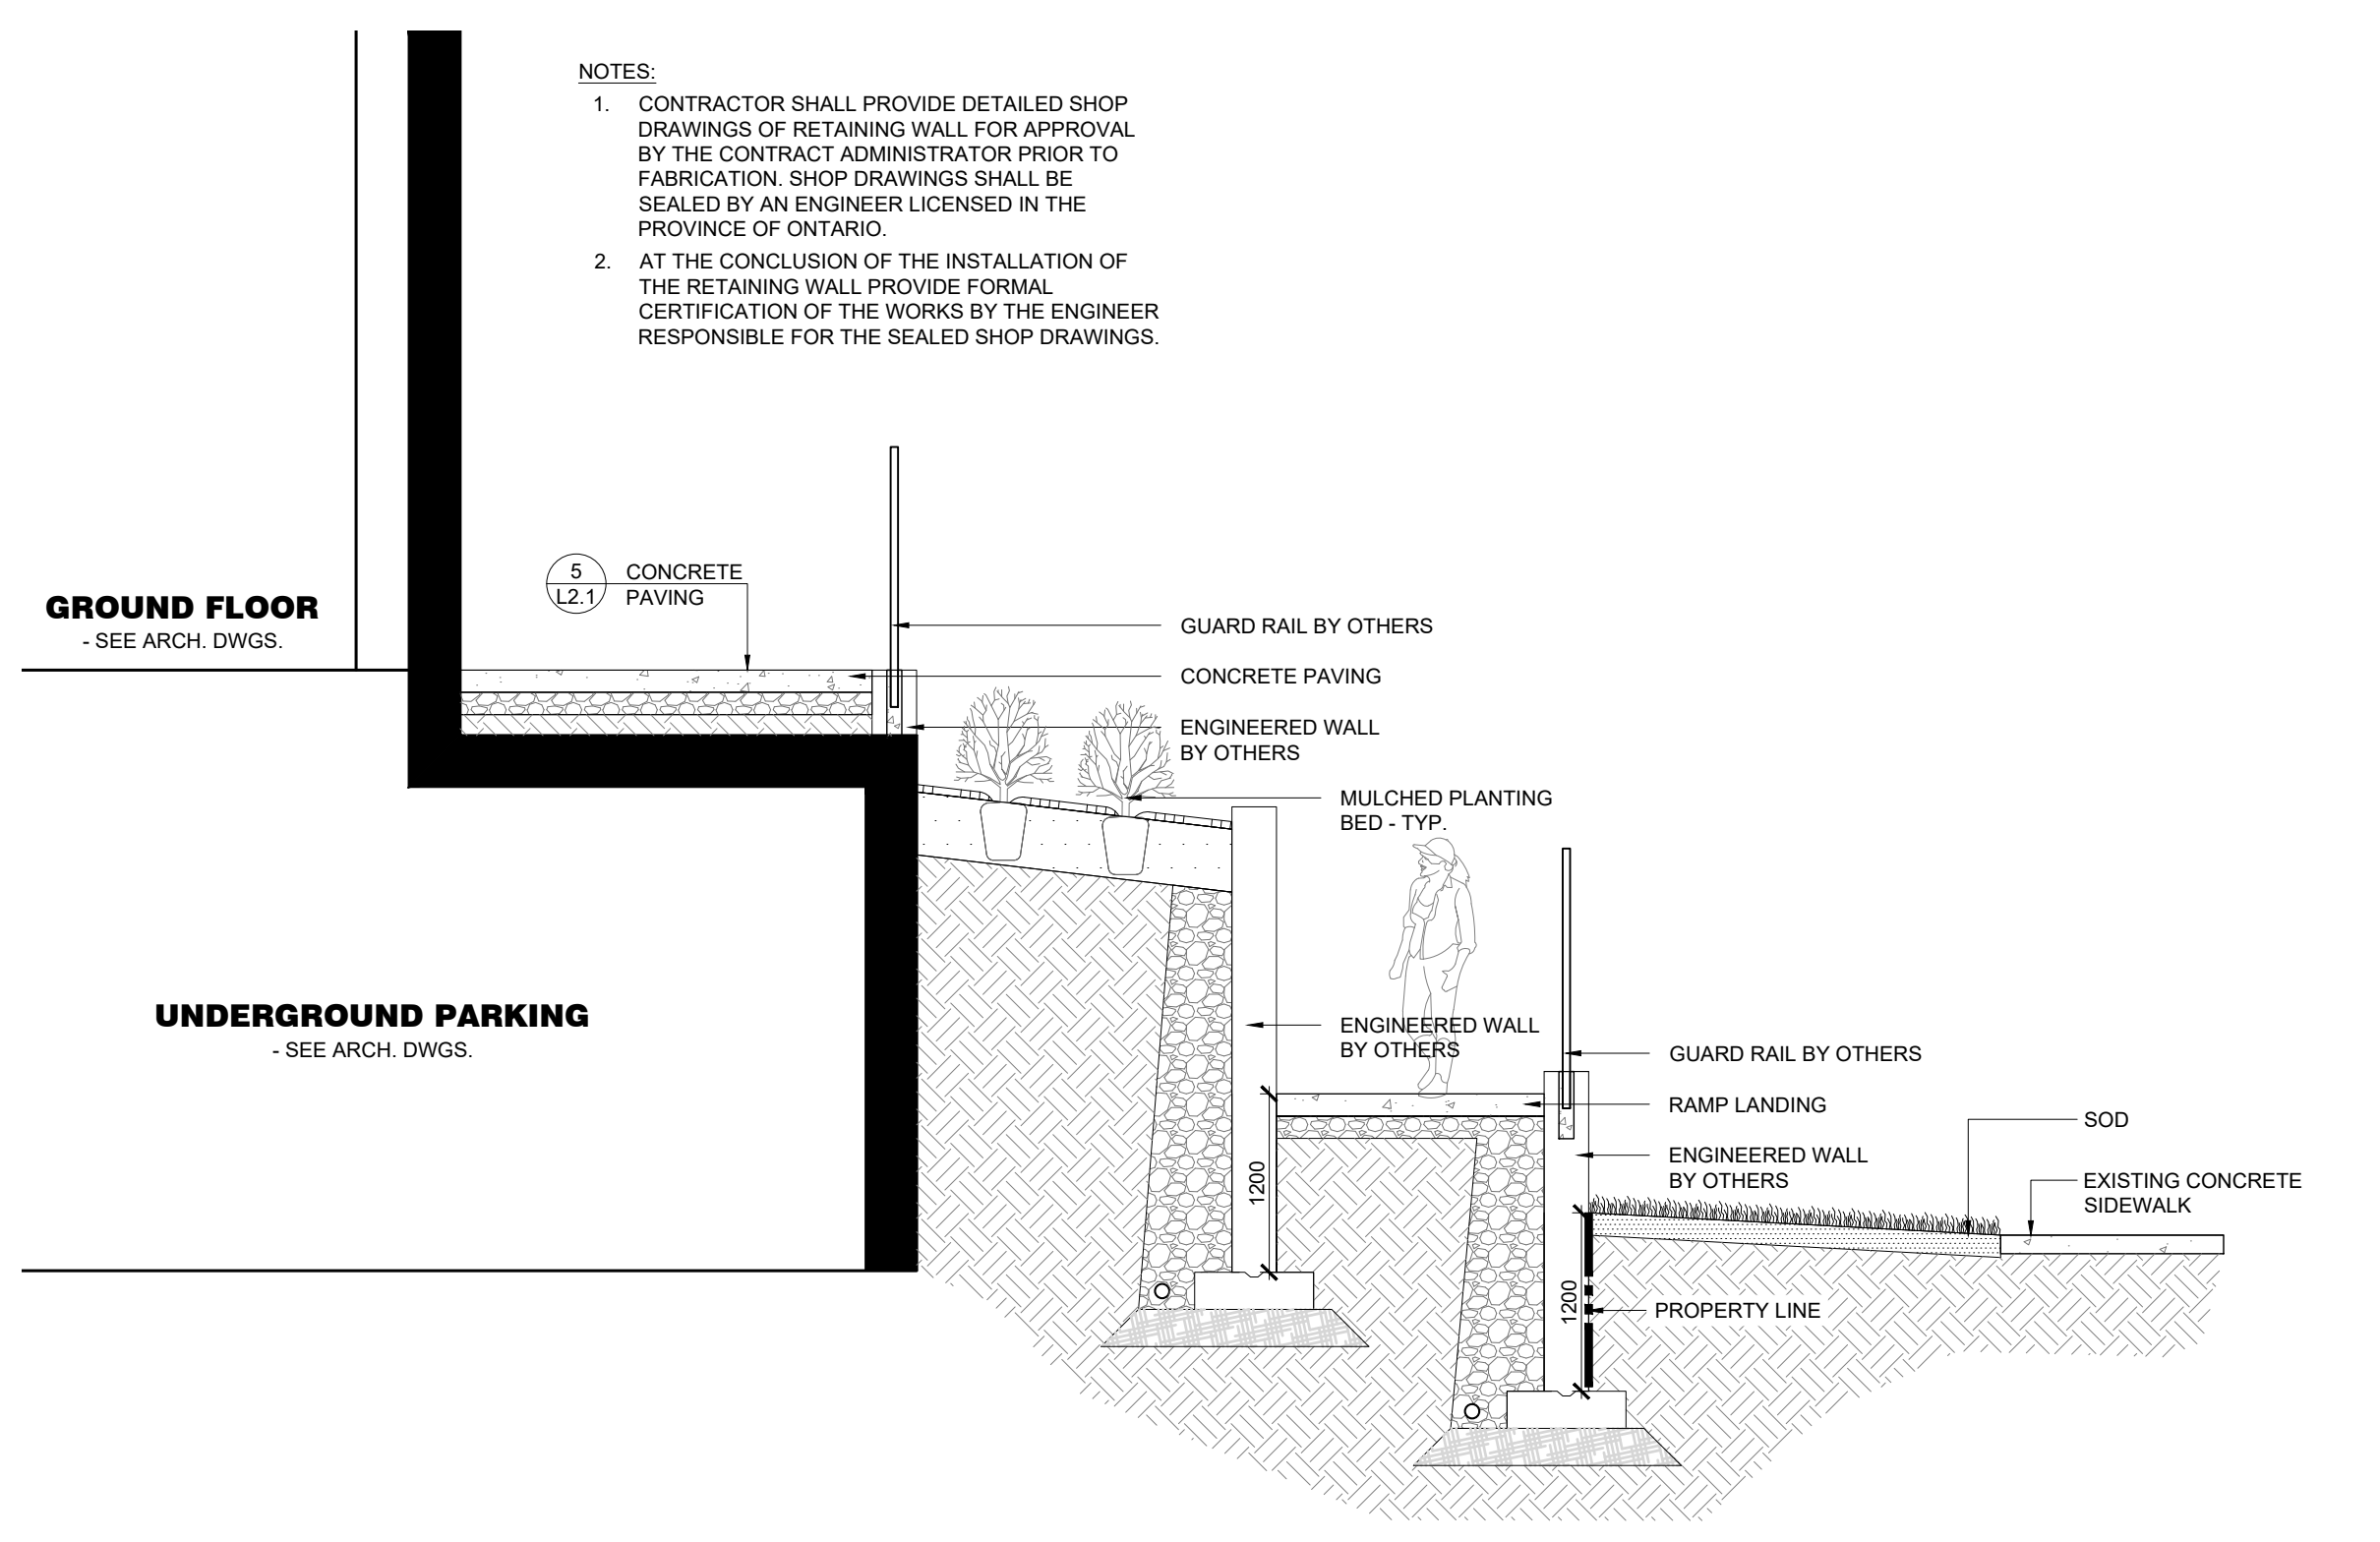 NOTES:
1. CONTRACTOR SHALL PROVIDE DETAILED SHOP
DRAWINGS OF RETAINING WALL FOR APPROVAL
BY THE CONTRACT ADMINISTRATOR PRIOR TO
FABRICATION. SHOP DRAWINGS SHALL BE
SEALED BY AN ENGINEER LICENSED IN THE
PROVINCE OF ONTARIO.
2. AT THE CONCLUSION OF THE INSTALLATION OF
THE RETAINING WALL PROVIDE FORMAL
CERTIFICATION OF THE WORKS BY THE ENGINEER
RESPONSIBLE FOR THE SEALED SHOP DRAWINGS.
5
L2.1
CONCRETE
PAVING
GROUND FLOOR
- SEE ARCH. DWGS.
GUARD RAIL BY OTHERS
CONCRETE PAVING
ENGINEERED WALL
BY OTHERS
MULCHED PLANTING
BED - TYP.
UNDERGROUND PARKING
- SEE ARCH. DWGS.
ENGINEERED WALL
BY OTHERS
GUARD RAIL BY OTHERS
RAMP LANDING
ENGINEERED WALL
BY OTHERS
SOD
EXISTING CONCRETE
SIDEWALK
1200
1200
PROPERTY LINE